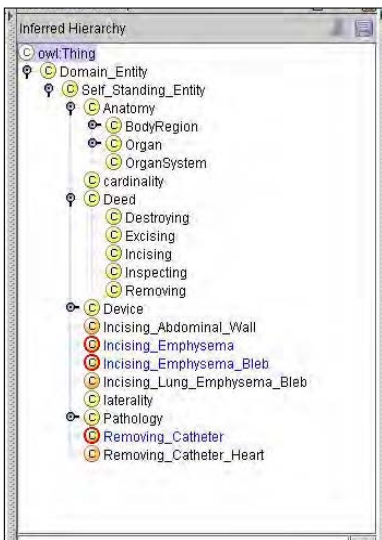 Inferred Hierarchy
C owl:Thing
C Domain_Entity
C Self_Standing_Entity
C Anatomy
C BodyRegion
C Organ
C OrganSystem
C cardinality
C Deed
C Destroying
C Excising
C Incising
C Inspecting
C Removing
C Device
C Incising_Abdominal_Wall
C Incising_Emphysema
C Incising_Emphysema_Bleb
C Incising_Lung_Emphysema_Bleb
C laterality
C Pathology
C Removing_Catheter
C Removing_Catheter_Heart